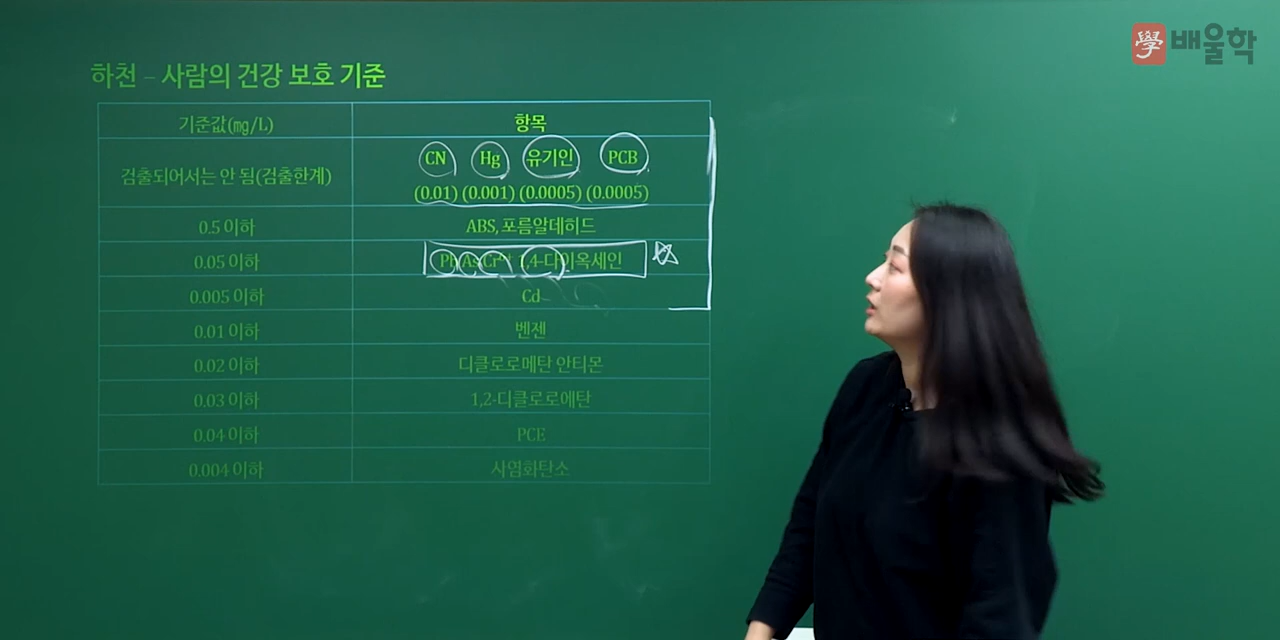 學 배울학
하천 – 사람의 건강 보호 기준
기준값(㎎/L) 항목
검출되어서는 안 됨(검출한계) CN Hg 유기인 PCB
(0.01) (0.001) (0.0005) (0.0005)
0.5 이하 ABS, 포름알데히드
0.05 이하 Pb, As, Cr⁶⁺ 1,4-다이옥세인
0.005 이하 Cd
0.01 이하 벤젠
0.02 이하 디클로로메탄 안티몬
0.03 이하 1,2-디클로로에탄
0.04 이하 PCE
0.004 이하 사염화탄소